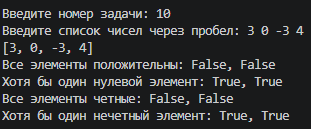 Введите номер задачи: 10
Введите список чисел через пробел: 3 0 -3 4
[3, 0, -3, 4]
Все элементы положительны: False, False
Хотя бы один нулевой элемент: True, True
Все элементы четные: False, False
Хотя бы один нечетный элемент: True, True